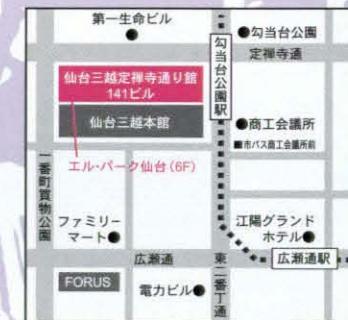 第一生命ビル
勾当台公園
定禅寺通
勾当台公園駅
仙台三越定禅寺通り館
141ビル
仙台三越本館
商工会議所
市バス商工会議所前
エル・パーク仙台(6F)
一番町買物公園
ファミリー
マート
江陽グランド
ホテル
広瀬通
東二番丁通
広瀬通駅
FORUS
電力ビル